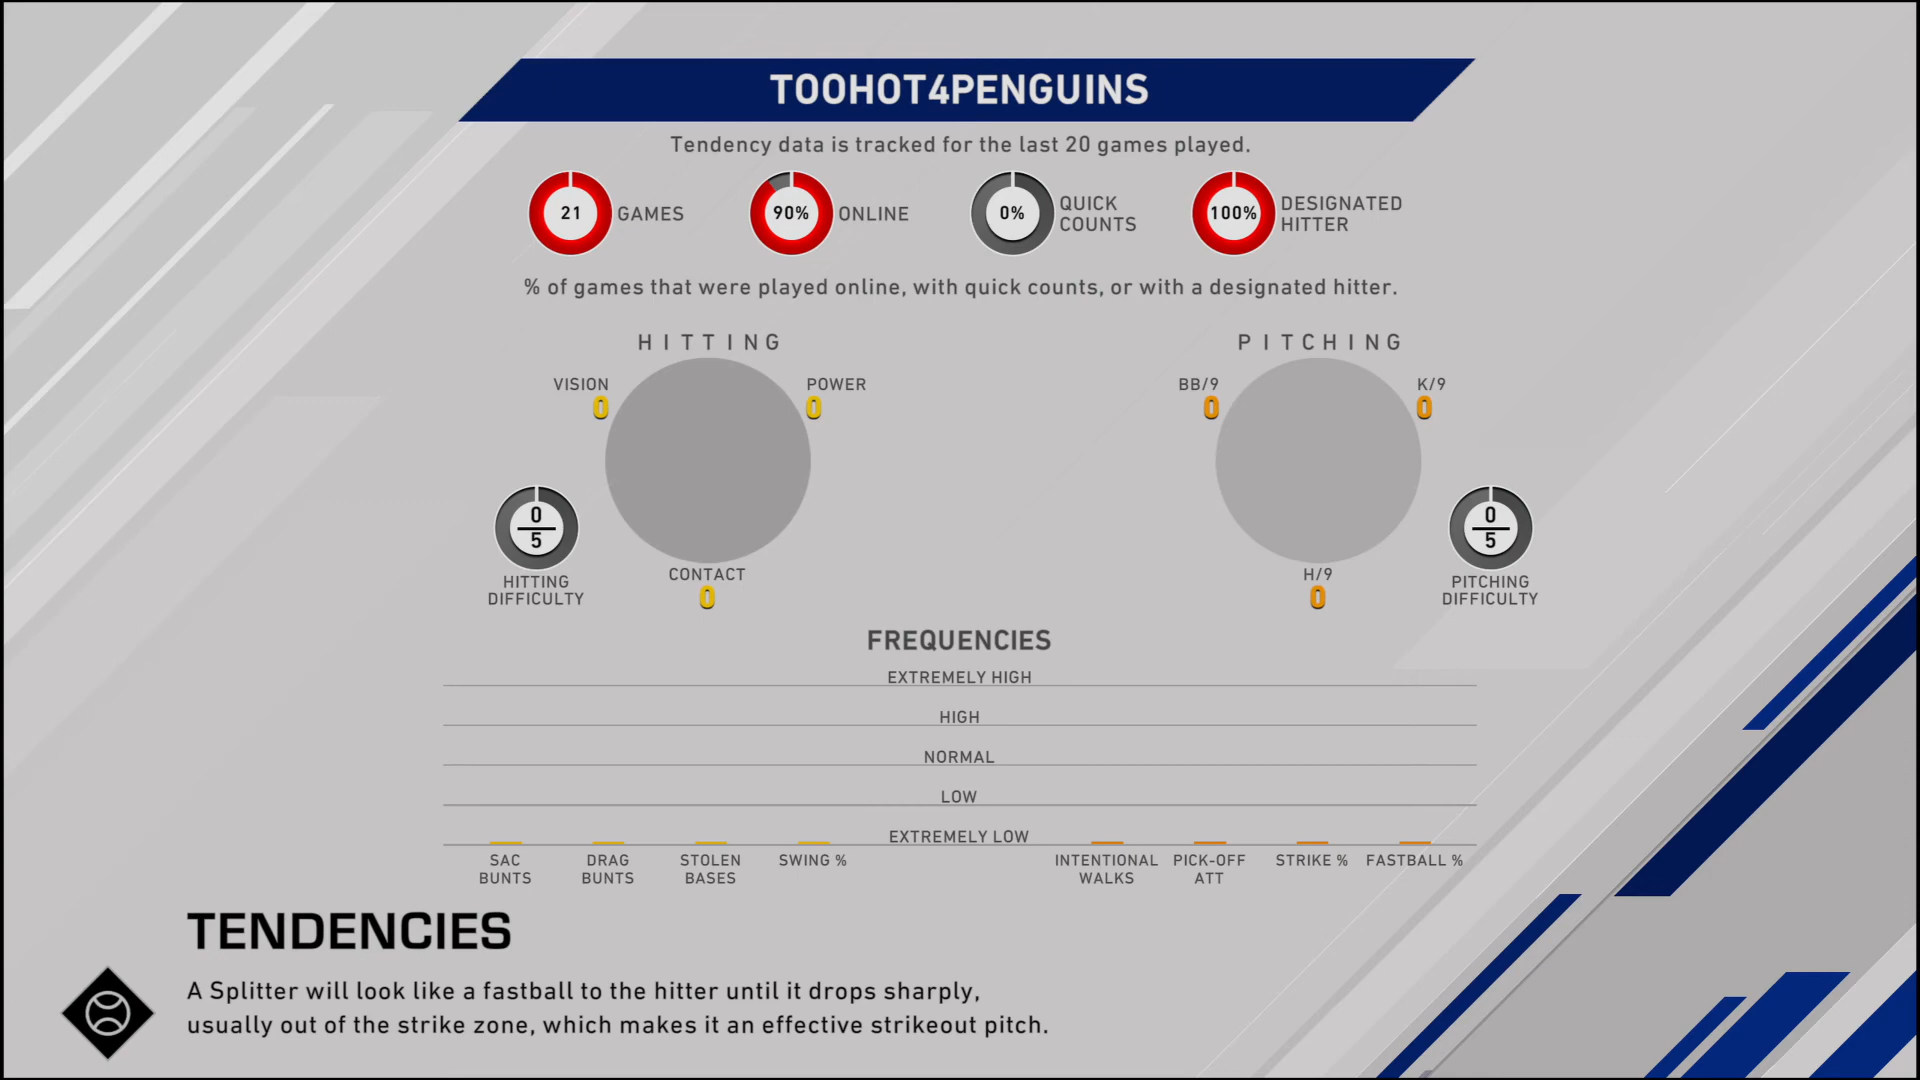 TOOHOT4PENGUINS
Tendency data is tracked for the last 20 games played.
21 GAMES
90% ONLINE
0% QUICK
COUNTS
100% DESIGNATED
HITTER
% of games that were played online, with quick counts, or with a designated hitter.
HITTING
VISION
0
POWER
0
0
5
HITTING
DIFFICULTY
CONTACT
0
PITCHING
BB/9
0
K/9
0
H/9
0
0
5
PITCHING
DIFFICULTY
FREQUENCIES
EXTREMELY HIGH
HIGH
NORMAL
LOW
EXTREMELY LOW
SAC
BUNTS
DRAG
BUNTS
STOLEN
BASES
SWING %
INTENTIONAL
WALKS
PICK-OFF
ATT
STRIKE %
FASTBALL %
TENDENCIES
A Splitter will look like a fastball to the hitter until it drops sharply,
usually out of the strike zone, which makes it an effective strikeout pitch.